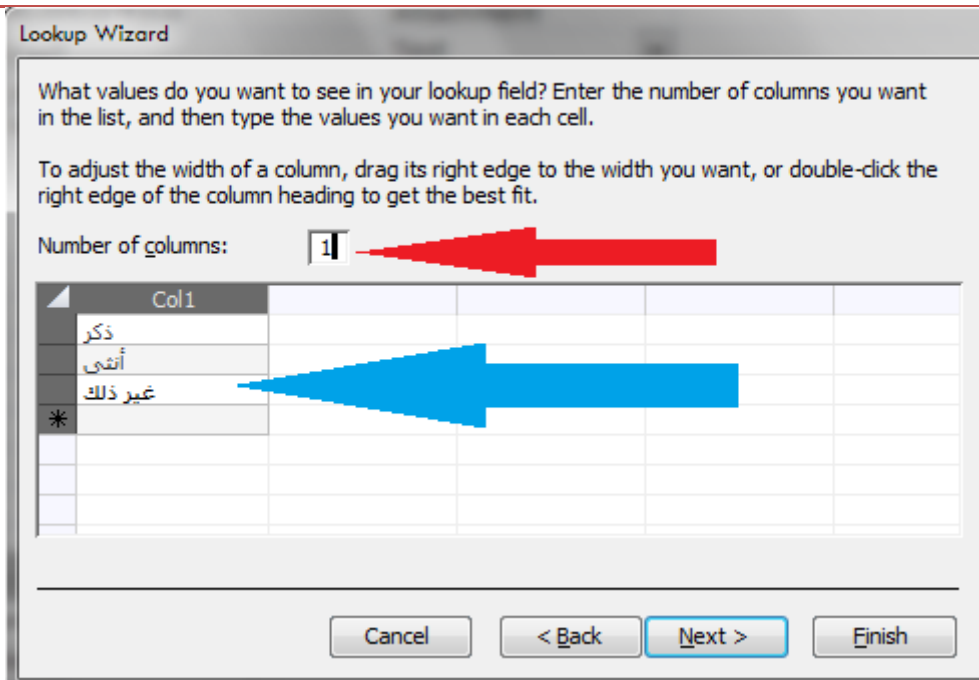 Lookup Wizard
What values do you want to see in your lookup field? Enter the number of columns you want
in the list, and then type the values you want in each cell.
To adjust the width of a column, drag its right edge to the width you want, or double-click the
right edge of the column heading to get the best fit.
Number of columns: 1
Col1
ذكر
أنثى
غير ذلك
*
Cancel < Back Next > Finish